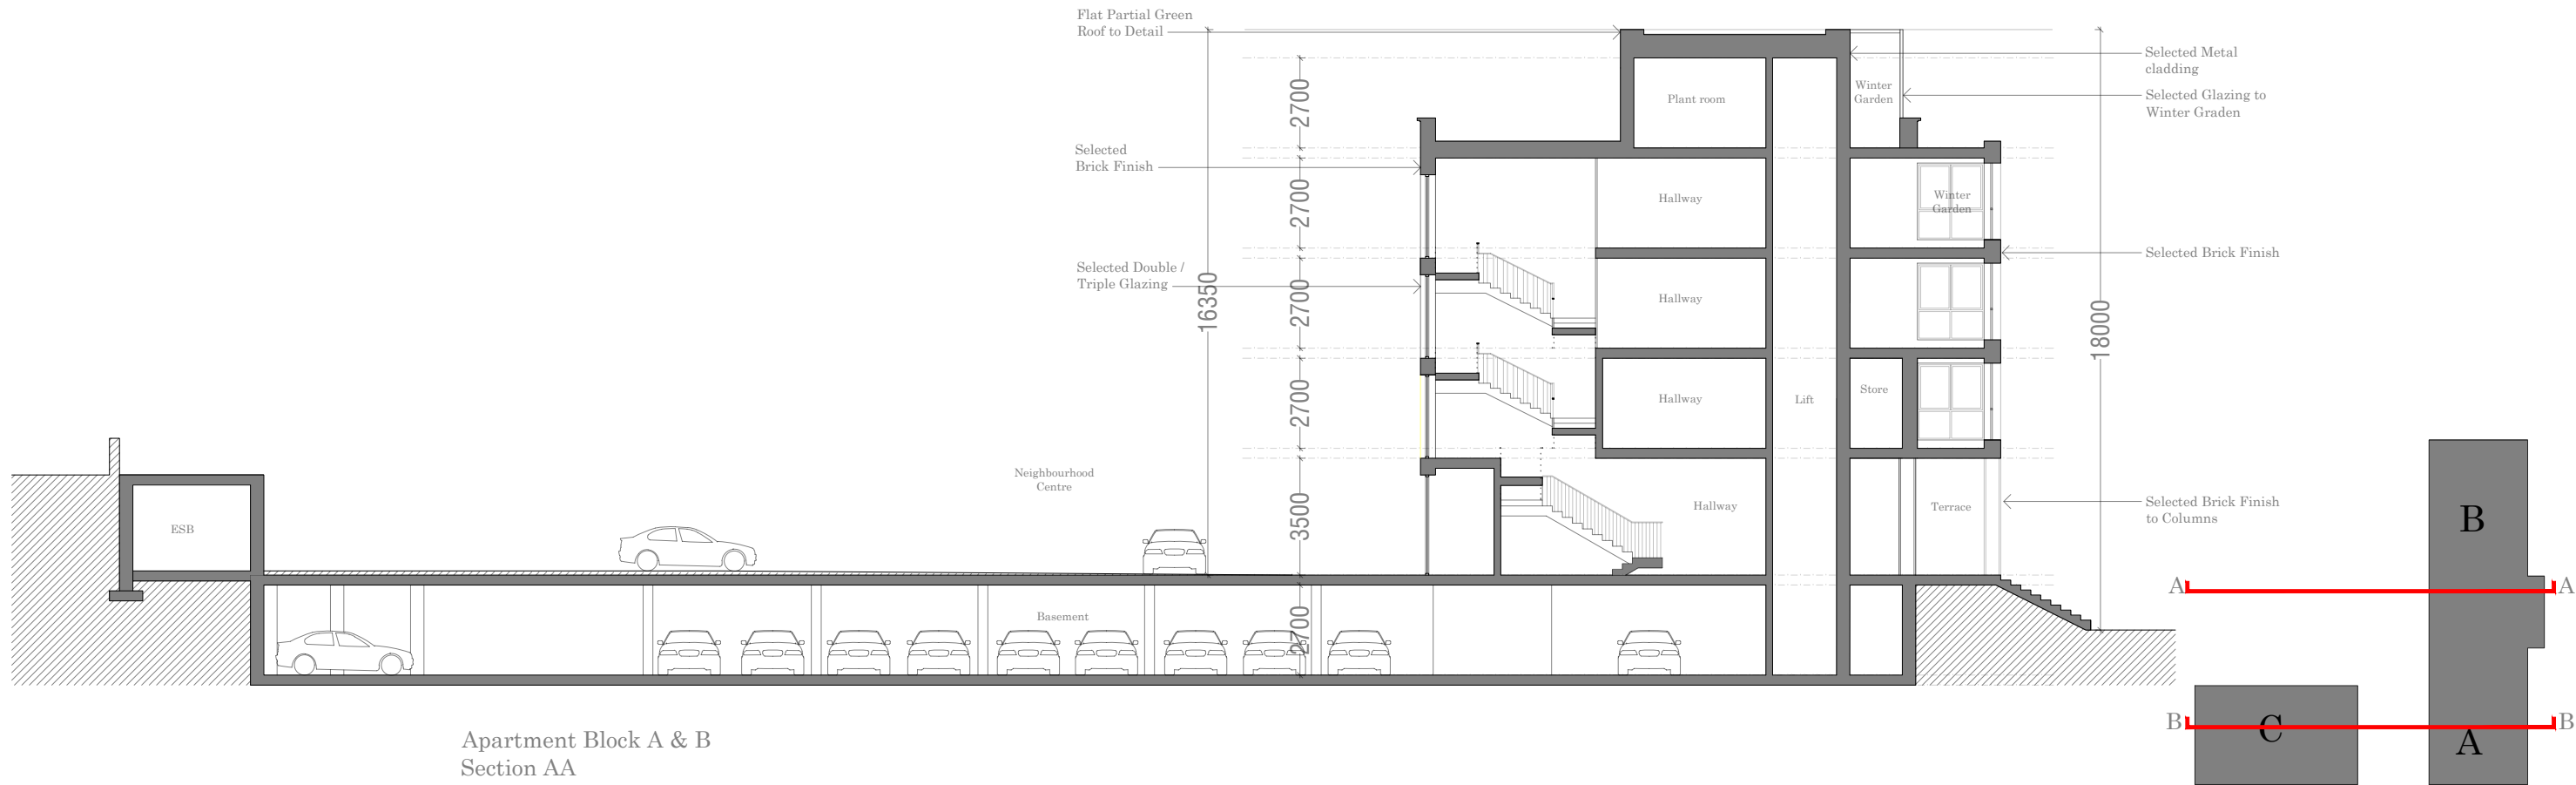 Flat Partial Green
Roof to Detail
Selected Metal
cladding
Selected Glazing to
Winter Graden
Winter
Garden
Plant room
2700
Selected
Brick Finish
2700
Hallway
Winter
Garden
Selected Brick Finish
Selected Double /
Triple Glazing
16350
2700
Hallway
18000
2700
Hallway
Lift
Store
Neighbourhood
Centre
ESB
3500
Hallway
Terrace
Selected Brick Finish
to Columns
B
A
A
Basement
2700
B
C
A
B
Apartment Block A & B
Section AA